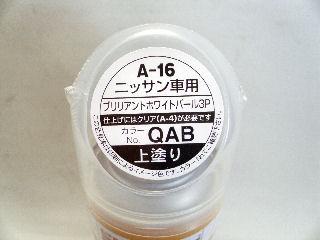 A-16
ニッサン車用
ブリリアントホワイトパール3P
仕上げにはクリア(A-4)が必要です
カラー No. QAB
上塗り